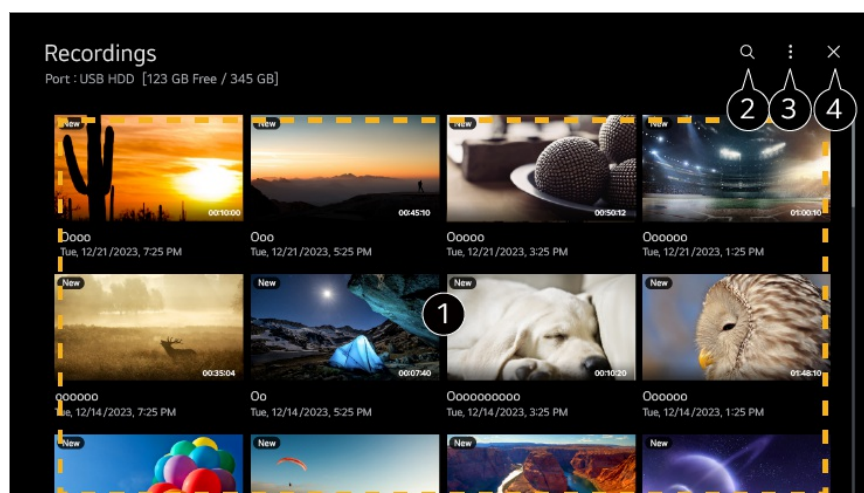 Recordings
Port : USB HDD [123 GB Free / 345 GB]
2 3 4
New New New New
00:10:00 00:45:10 00:50:12 01:00:10
Oooo Ooo Ooooo Oooooo
Tue, 12/21/2023, 7:25 PM Tue, 12/21/2023, 5:25 PM Tue, 12/21/2023, 3:25 PM Tue, 12/21/2023, 1:25 PM
New New New New
1
00:35:04 00:07:40 00:10:20 01:48:10
oooooo Oo Oooooooooo Oooooo
Tue, 12/14/2023, 7:25 PM Tue, 12/14/2023, 5:25 PM Tue, 12/14/2023, 3:25 PM Tue, 12/14/2023, 1:25 PM
New New New New